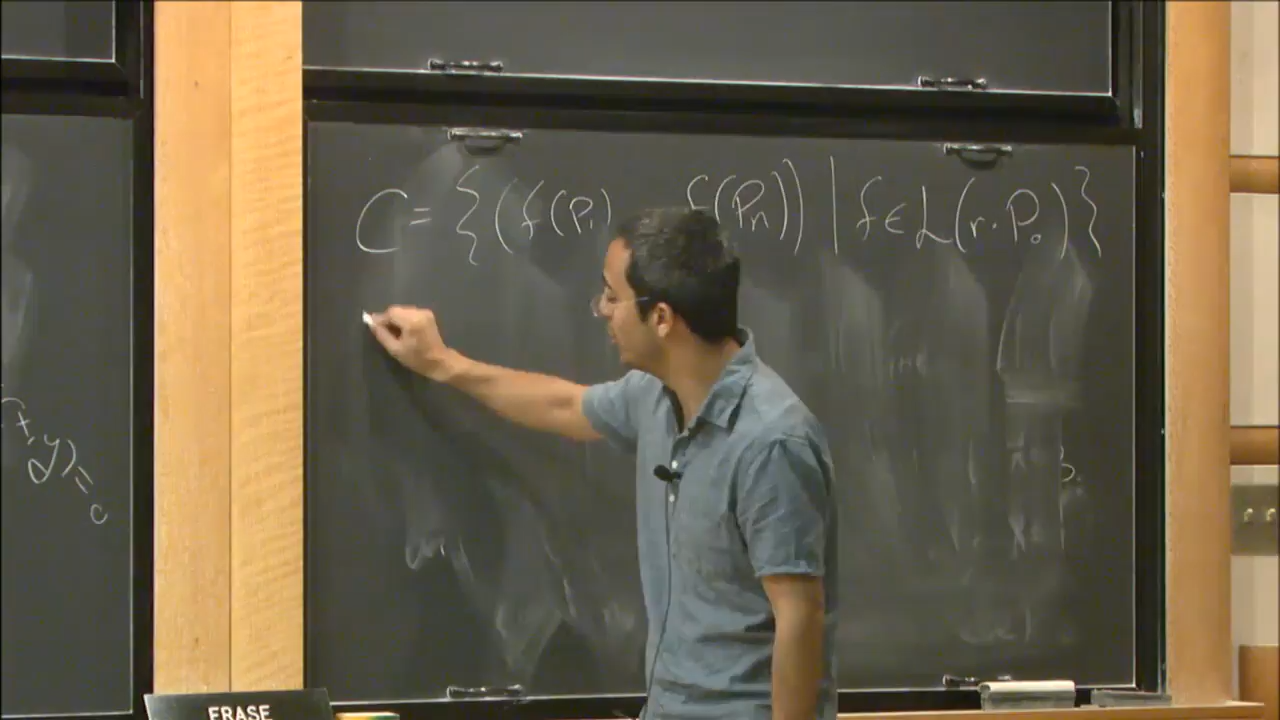 C = { (f(P₁) f(Pₙ)) | f ∈ L(r·P₀) }
x, y) = c
ERASE